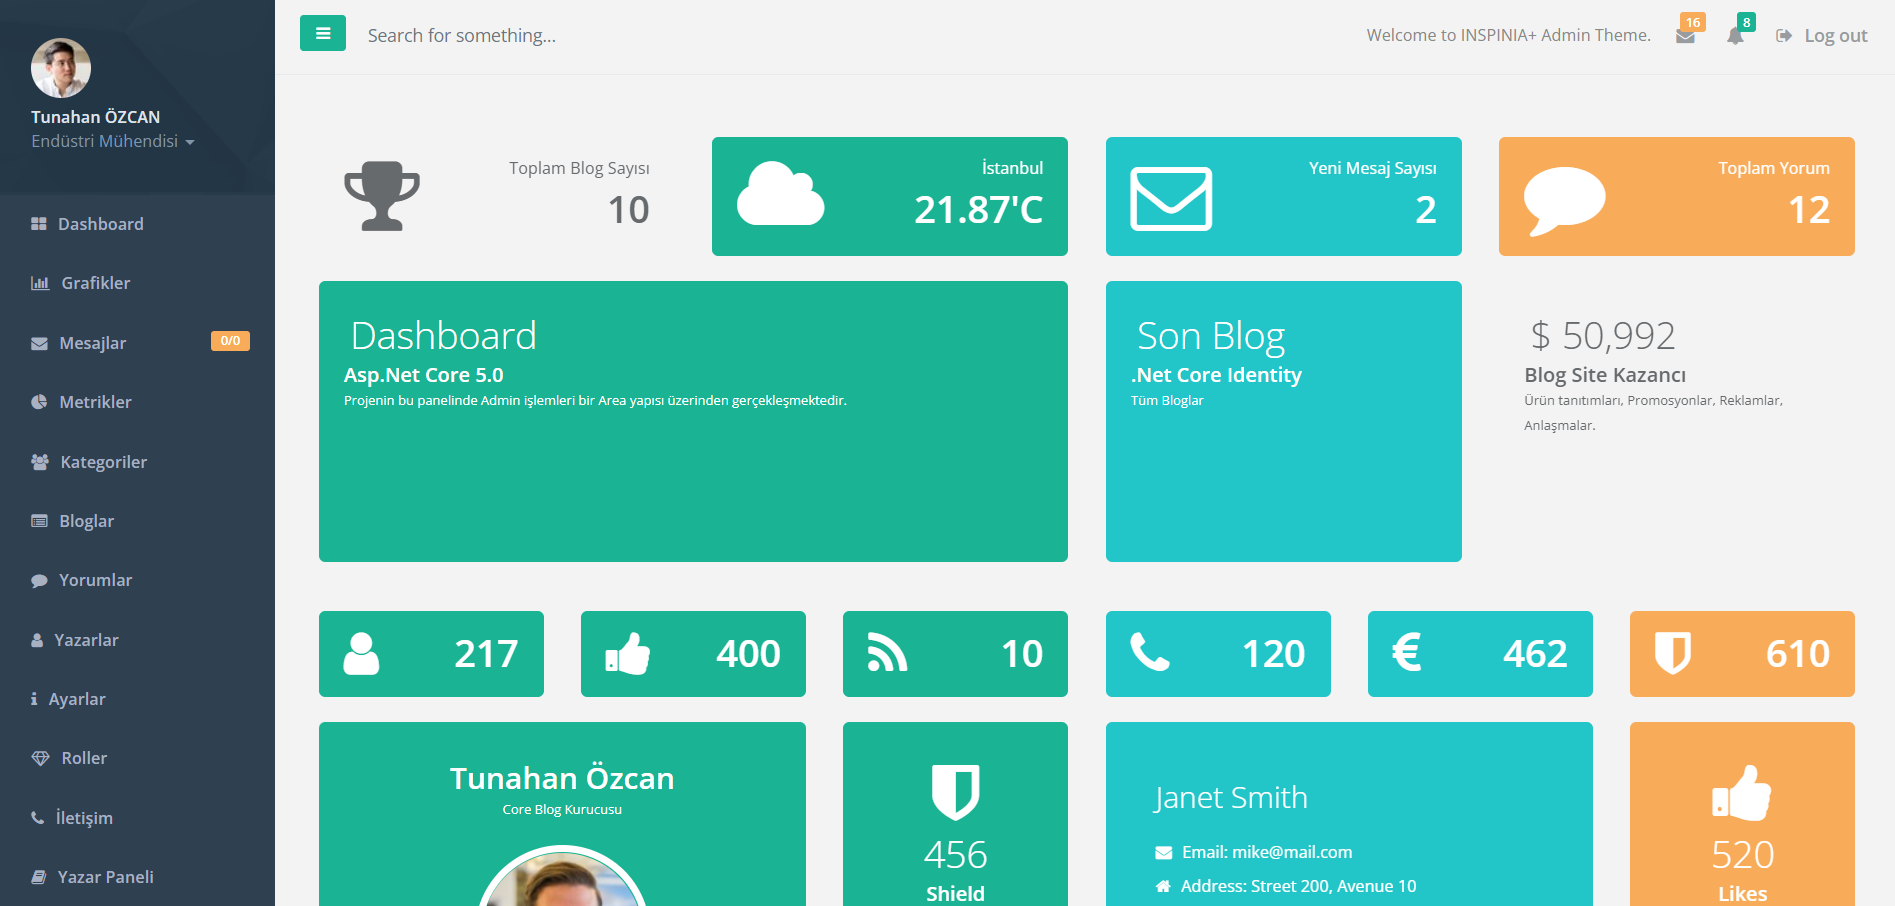 Tunahan ÖZCAN
Endüstri Mühendisi
Dashboard
Grafikler
Mesajlar 0/0
Metrikler
Kategoriler
Bloglar
Yorumlar
Yazarlar
Ayarlar
Roller
İletişim
Yazar Paneli
Search for something...
Welcome to INSPINIA+ Admin Theme.
16
8
Log out
Toplam Blog Sayısı
10
İstanbul
21.87'C
Yeni Mesaj Sayısı
2
Toplam Yorum
12
Dashboard
Asp.Net Core 5.0
Projenin bu panelinde Admin işlemleri bir Area yapısı üzerinden gerçekleşmektedir.
Son Blog
.Net Core Identity
Tüm Bloglar
$ 50,992
Blog Site Kazancı
Ürün tanıtımları, Promosyonlar, Reklamlar,
Anlaşmalar.
217
400
10
120
462
610
Tunahan Özcan
Core Blog Kurucusu
456
Shield
Janet Smith
Email: mike@mail.com
Address: Street 200, Avenue 10
520
Likes